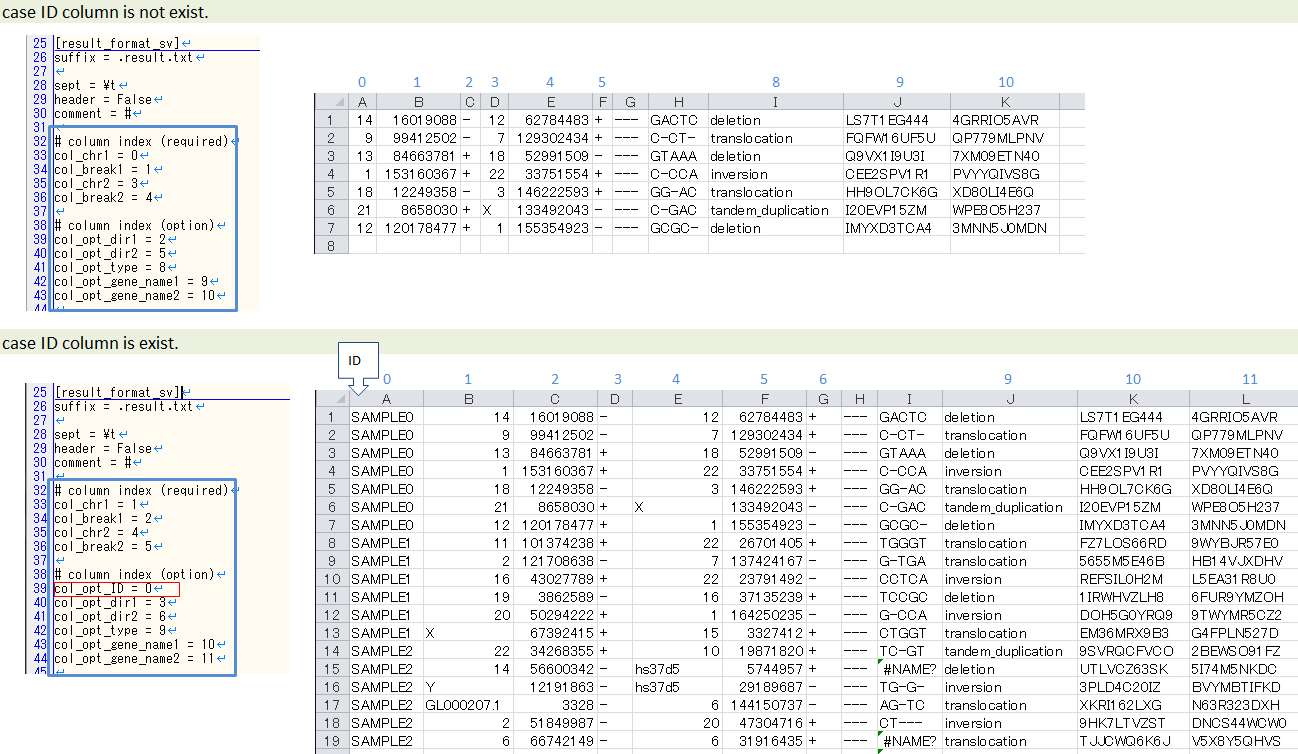 case ID column is not exist.
25 [result_format_sv]↵
26 suffix = .result.txt↵
27 ↵
28 sept = ¥t↵
29 header = False↵
30 comment = #↵
31 ↵
32 # column index (required)↵
33 col_chr1 = 0↵
34 col_break1 = 1↵
35 col_chr2 = 3↵
36 col_break2 = 4↵
37 ↵
38 # column index (option)↵
39 col_opt_dir1 = 2↵
40 col_opt_dir2 = 5↵
41 col_opt_type = 8↵
42 col_opt_gene_name1 = 9↵
43 col_opt_gene_name2 = 10↵
44
0 1 2 3 4 5 8 9 10
A B C D E F G H I J K
1 14 16019088 - 12 62784483 + --- GACTC deletion LS7T1EG444 4GRRIO5AVR
2 9 99412502 - 7 129302434 + --- C-CT- translocation FQFW16UF5U QP779MLPNV
3 13 84663781 + 18 52991509 - --- GTAAA deletion Q9VX1I9U3I 7XM09ETN40
4 1 153160367 + 22 33751554 + --- C-CCA inversion CEE2SPV1R1 PVYYQIVS8G
5 18 12249358 - 3 146222593 + --- GG-AC translocation HH9OL7CK6G XD80LI4E6Q
6 21 8658030 + X 133492043 - --- C-GAC tandem_duplication I20EVP15ZM WPE8O5H237
7 12 120178477 + 1 155354923 - --- GCGC- deletion IMYXD3TCA4 3MNN5J0MDN
8
case ID column is exist.
25 [result_format_sv]↵
26 suffix = .result.txt↵
27 ↵
28 sept = ¥t↵
29 header = False↵
30 comment = #↵
31 ↵
32 # column index (required)↵
33 col_chr1 = 1↵
34 col_break1 = 2↵
35 col_chr2 = 4↵
36 col_break2 = 5↵
37 ↵
38 # column index (option)↵
39 col_opt_ID = 0↵
40 col_opt_dir1 = 3↵
41 col_opt_dir2 = 6↵
42 col_opt_type = 9↵
43 col_opt_gene_name1 = 10↵
44 col_opt_gene_name2 = 11↵
45
ID
0 1 2 3 4 5 6 9 10 11
A B C D E F G H I J K L
1 SAMPLE0 14 16019088 - 12 62784483 + --- GACTC deletion LS7T1EG444 4GRRIO5AVR
2 SAMPLE0 9 99412502 - 7 129302434 + --- C-CT- translocation FQFW16UF5U QP779MLPNV
3 SAMPLE0 13 84663781 + 18 52991509 - --- GTAAA deletion Q9VX1I9U3I 7XM09ETN40
4 SAMPLE0 1 153160367 + 22 33751554 + --- C-CCA inversion CEE2SPV1R1 PVYYQIVS8G
5 SAMPLE0 18 12249358 - 3 146222593 + --- GG-AC translocation HH9OL7CK6G XD80LI4E6Q
6 SAMPLE0 21 8658030 + X 133492043 - --- C-GAC tandem_duplication I20EVP15ZM WPE8O5H237
7 SAMPLE0 12 120178477 + 1 155354923 - --- GCGC- deletion IMYXD3TCA4 3MNN5J0MDN
8 SAMPLE1 11 101374238 + 22 26701405 + --- TGGGT translocation FZ7LOS66RD 9WYBJR57E0
9 SAMPLE1 2 121708638 - 7 137424167 - --- G-TGA translocation 5655M5E46B HB14VJXDHV
10 SAMPLE1 16 43027789 + 22 23791492 - --- CCTCA inversion REFSIL0H2M L5EA31R8U0
11 SAMPLE1 19 3862589 - 16 37135239 + --- TCCGC deletion 1IRWHVZLH8 6FUR9YMZOH
12 SAMPLE1 20 50294222 + 1 164250235 - --- G-CCA inversion DOH5G0YRQ9 9TWYMR5CZ2
13 SAMPLE1 X 67392415 + 15 3327412 + --- CTGGT translocation EM36MRX9B3 G4FPLN527D
14 SAMPLE2 22 34268355 + 10 19871820 + --- TC-GT tandem_duplication 9SVRQCFVCO 2BEWSO91FZ
15 SAMPLE2 14 56600342 - hs37d5 5744957 + --- #NAME? deletion UTLVCZ63SK 5I74M5NKDC
16 SAMPLE2 Y 12191863 - hs37d5 29189687 - --- TG-G- inversion 3PLD4C20IZ BVYMBTIFKD
17 SAMPLE2 GL000207.1 3328 - 6 144150737 - --- AG-TC translocation XKRI162LXG N63R323DXH
18 SAMPLE2 2 51849987 - 20 47304716 + --- CT--- inversion 9HK7LTVZST DNCS44WCW0
19 SAMPLE2 6 66742149 - 6 31916435 + --- #NAME? translocation TJJCWQ6K6J V5X8Y5QHVS